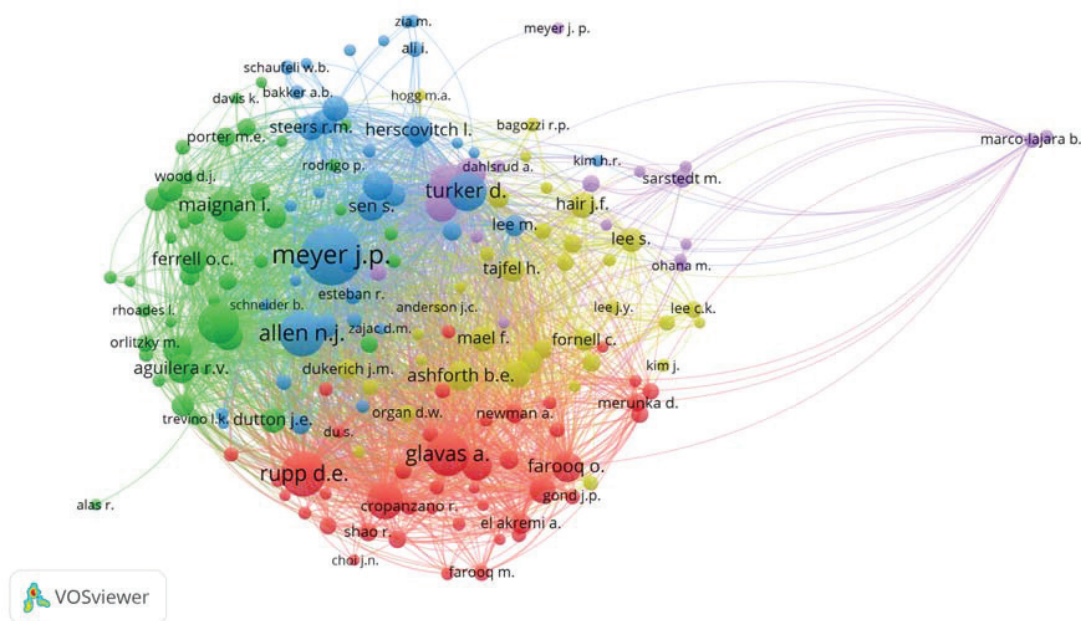 zia m.
meyer j. p.
ali i.
schaufeli w.b.
bakker a.b.
davis k.
hogg m.a.
bagozzi r.p.
porter m.e.
steers r.m.
herscovitch l.
marco-lajara b.
rodrigo p.
dahlsrud a.
kim h.r.
wood d.j.
turker d.
sarstedt m.
maignan i.
sen s.
hair j.f.
lee m.
lee s.
meyer j.p.
ferrell o.c.
tajfel h.
ohana m.
esteban r.
schneider b.
anderson j.c.
lee j.y.
lee c.k.
rhoades l.
zajac d.m.
allen n.j.
mael f.
fornell c.
orlitzky m.
aguilera r.v.
dukerich j.m.
ashforth b.e.
kim j.
merunka d.
trevino l.k.
dutton j.e.
organ d.w.
newman a.
du s.
glavas a.
rupp d.e.
farooq o.
gond j.p.
alas r.
cropanzano r.
el akremi a.
shao r.
choi j.n.
farooq m.
VOSviewer